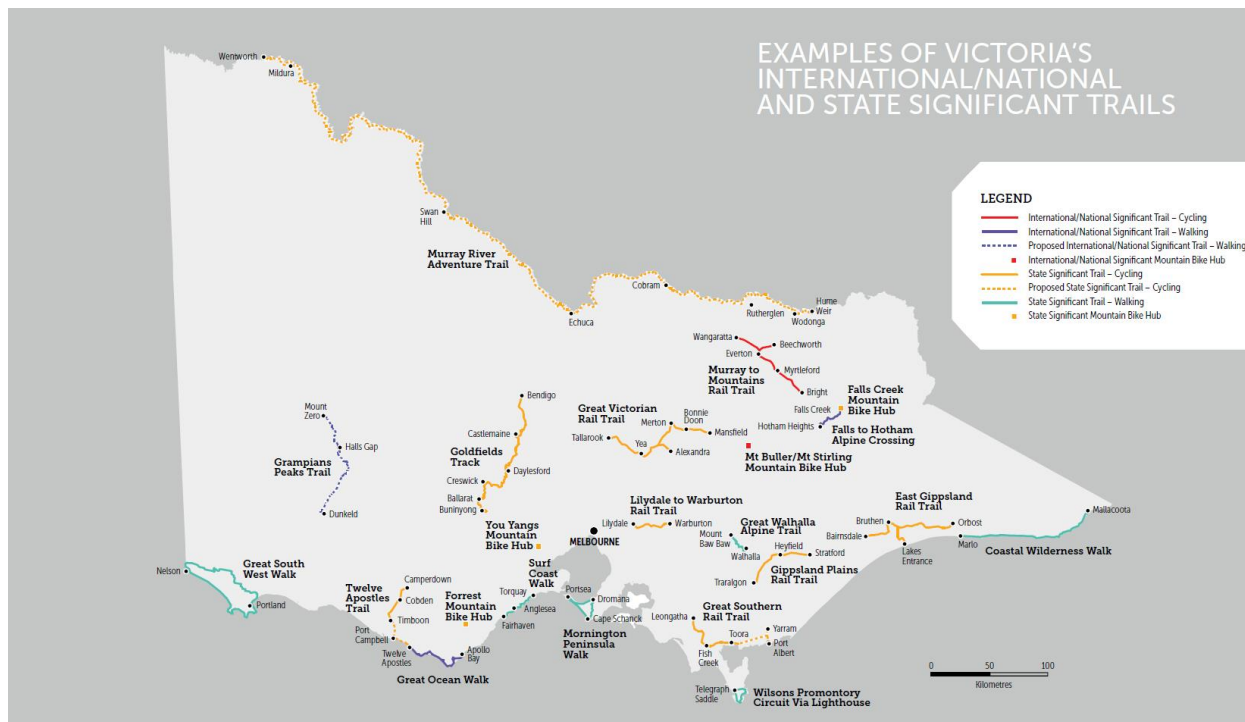 EXAMPLES OF VICTORIA'S
INTERNATIONAL/NATIONAL
AND STATE SIGNIFICANT TRAILS
LEGEND
International/National Significant Trail – Cycling
International/National Significant Trail – Walking
Proposed International/National Significant Trail – Walking
International/National Significant Mountain Bike Hub
State Significant Trail – Cycling
Proposed State Significant Trail – Cycling
State Significant Trail – Walking
State Significant Mountain Bike Hub
Wentworth
Mildura
Swan
Hill
Murray River
Adventure Trail
Echuca
Cobram
Rutherglen
Hume
Weir
Wodonga
Wangaratta
Beechworth
Everton
Myrtleford
Murray to
Mountains
Rail Trail
Bright
Falls Creek
Mountain
Bike Hub
Falls Creek
Hotham Heights
Falls to Hotham
Alpine Crossing
Bendigo
Castlemaine
Goldfields
Track
Daylesford
Creswick
Ballarat
Buninyong
Great Victorian
Rail Trail
Tallarook
Yea
Merton
Bonnie
Doon
Mansfield
Alexandra
Mt Buller/Mt Stirling
Mountain Bike Hub
Mount
Zero
Halls Gap
Grampians
Peaks Trail
Dunkeld
You Yangs
Mountain
Bike Hub
MELBOURNE
Lilydale to Warburton
Rail Trail
Lilydale
Warburton
Great Walhalla
Alpine Trail
Mount
Baw Baw
Walhalla
Heyfield
Stratford
Traralgon
Gippsland Plains
Rail Trail
East Gippsland
Rail Trail
Bruthen
Bairnsdale
Orbost
Lakes
Entrance
Marlo
Mallacoota
Coastal Wilderness Walk
Nelson
Great South
West Walk
Portland
Twelve
Apostles
Trail
Camperdown
Cobden
Timboon
Port
Campbell
Twelve
Apostles
Apollo
Bay
Great Ocean Walk
Forrest
Mountain
Bike Hub
Surf
Coast
Walk
Torquay
Anglesea
Fairhaven
Portsea
Dromana
Cape Schanck
Mornington
Peninsula
Walk
Great Southern
Rail Trail
Leongatha
Fish
Creek
Toora
Yarram
Port
Albert
Telegraph
Saddle
Wilsons Promontory
Circuit Via Lighthouse
0 50 100
Kilometres